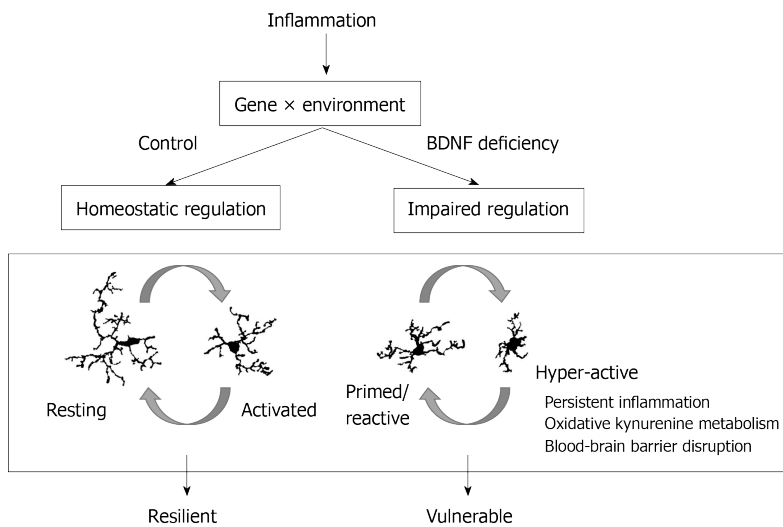 Inflammation
Gene × environment
Control
BDNF deficiency
Homeostatic regulation
Impaired regulation
Resting
Activated
Primed/
reactive
Hyper-active
Persistent inflammation
Oxidative kynurenine metabolism
Blood-brain barrier disruption
Resilient
Vulnerable